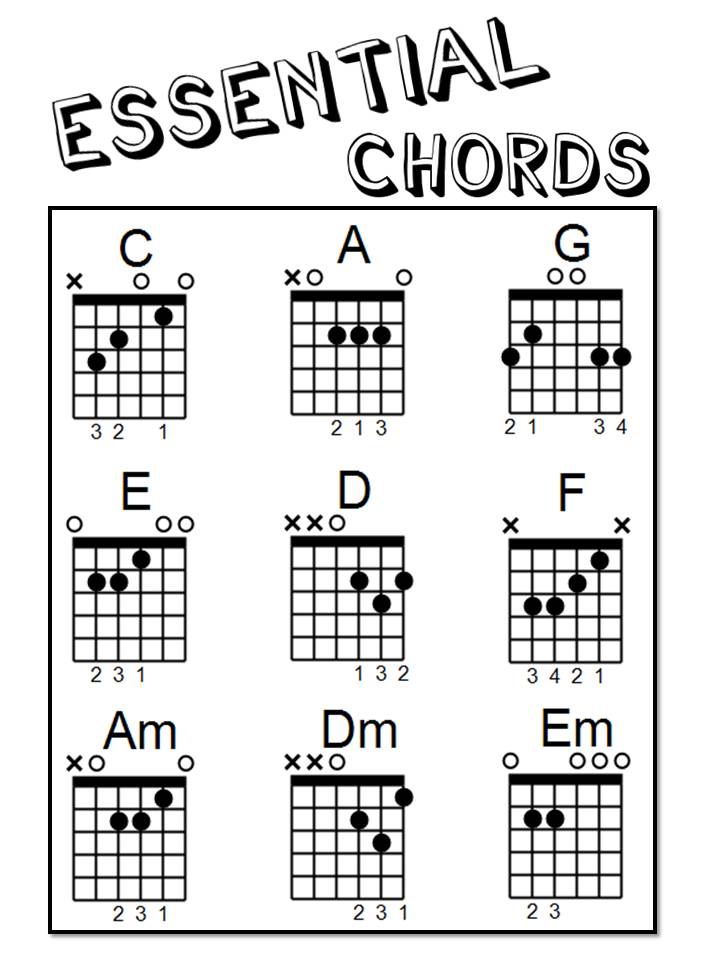 ESSENTIAL
CHORDS
C A G
× ○ ○ × ○ ○ ○ ○
3 2 1 2 1 3 2 1 3 4
E D F
○ ○ ○ × × ○ × ×
2 3 1 1 3 2 3 4 2 1
Am Dm Em
× ○ ○ × × ○ ○ ○ ○ ○
2 3 1 2 3 1 2 3